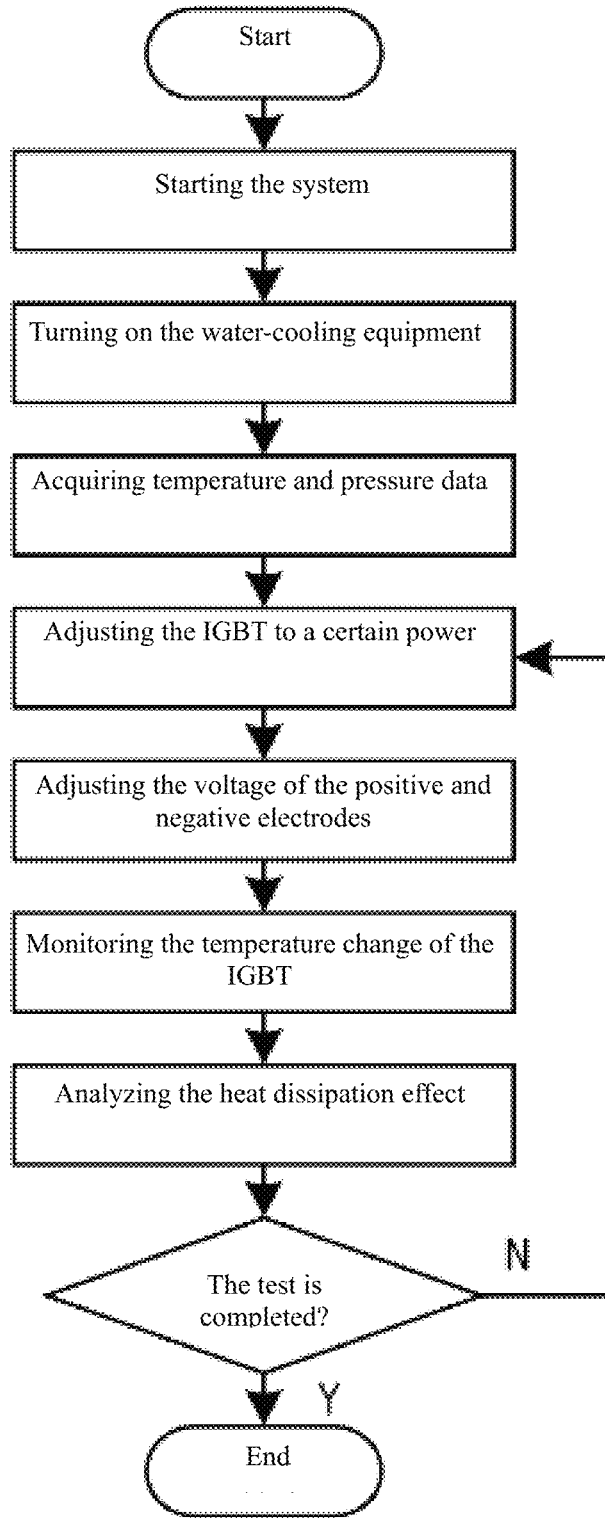 Start
Starting the system
Turning on the water-cooling equipment
Acquiring temperature and pressure data
Adjusting the IGBT to a certain power
Adjusting the voltage of the positive and
negative electrodes
Monitoring the temperature change of the
IGBT
Analyzing the heat dissipation effect
The test is
completed?
N
Y
End